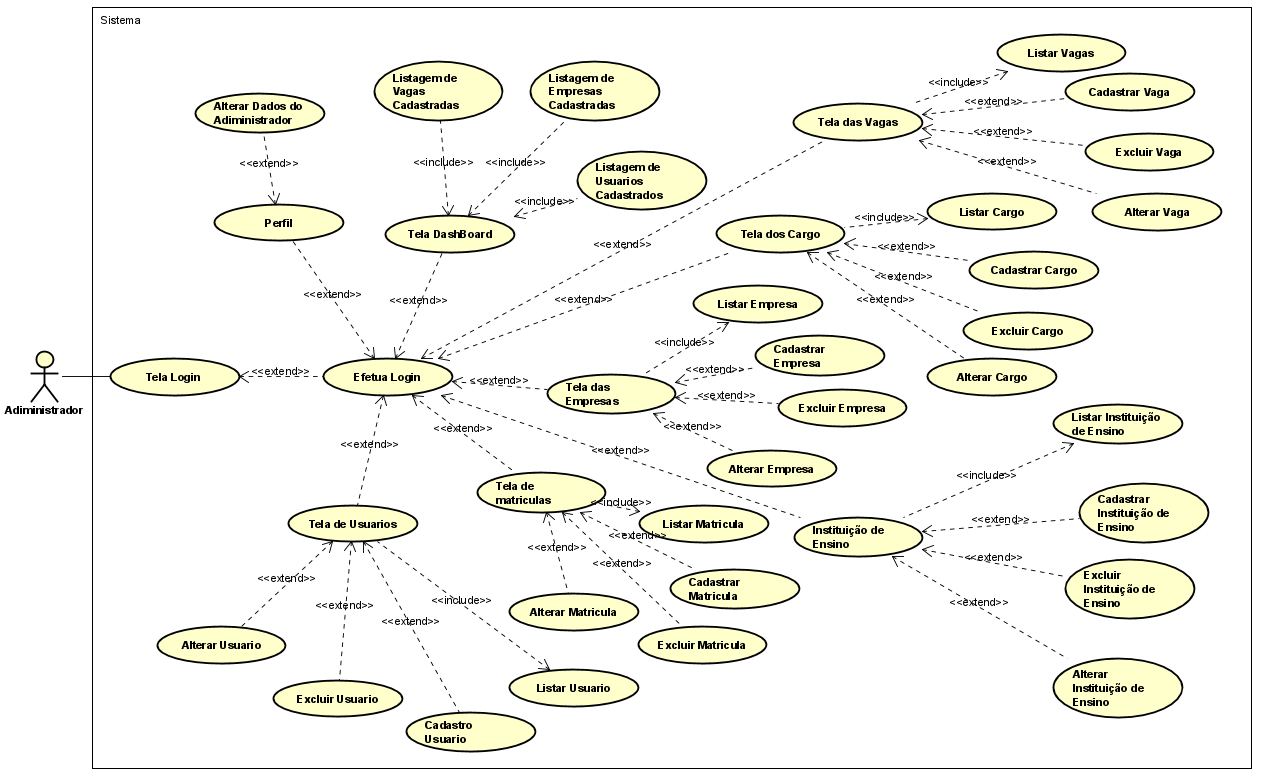 Sistema
Listar Vagas
Listagem de
Vagas
Cadastradas
Listagem de
Empresas
Cadastradas
<<include>>
Cadastrar Vaga
Alterar Dados do
Adiministrador
<<extend>>
Tela das Vagas
<<extend>>
Excluir Vaga
<<extend>>
<<include>>
<<include>>
<<extend>>
Listagem de
Usuarios
Cadastrados
<<include>>
Perfil
Tela DashBoard
Listar Cargo
Alterar Vaga
<<include>>
Tela dos Cargo
<<extend>>
<<extend>>
Cadastrar Cargo
<<extend>>
<<extend>>
<<extend>>
<<extend>>
<<extend>>
Listar Empresa
Excluir Cargo
<<include>>
Cadastrar
Empresa
Adiministrador
Tela Login
<<extend>>
Efetua Login
<<extend>>
Tela das
Empresas
<<extend>>
Alterar Cargo
<<extend>>
Excluir Empresa
<<extend>>
Listar Instituição
de Ensino
<<extend>>
<<extend>>
<<extend>>
Alterar Empresa
<<include>>
Tela de
matriculas
<<include>>
Cadastrar
Instituição de
Ensino
Tela de Usuarios
Listar Matricula
<<extend>>
Instituição de
Ensino
<<extend>>
<<extend>>
<<extend>>
<<extend>>
Excluir
Instituição de
Ensino
<<extend>>
Cadastrar
Matricula
<<extend>>
<<include>>
<<extend>>
Alterar Matricula
<<extend>>
Alterar Usuario
Excluir Matricula
Excluir Usuario
Listar Usuario
Alterar
Instituição de
Ensino
Cadastro
Usuario